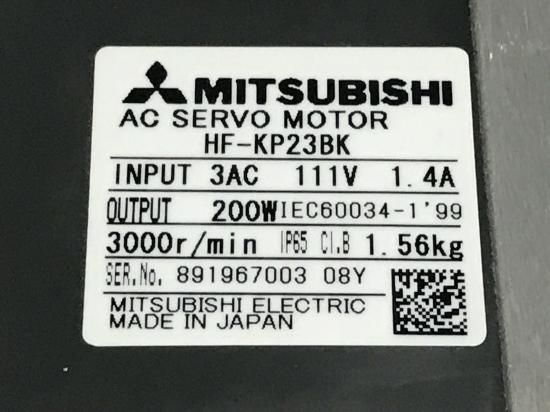 MITSUBISHI
AC SERVO MOTOR
HF-KP23BK
INPUT 3AC 111V 1.4A
OUTPUT 200W IEC60034-1'99
3000r/min IP65 Cl.B 1.56kg
SER.No. 891967003 08Y
MITSUBISHI ELECTRIC
MADE IN JAPAN